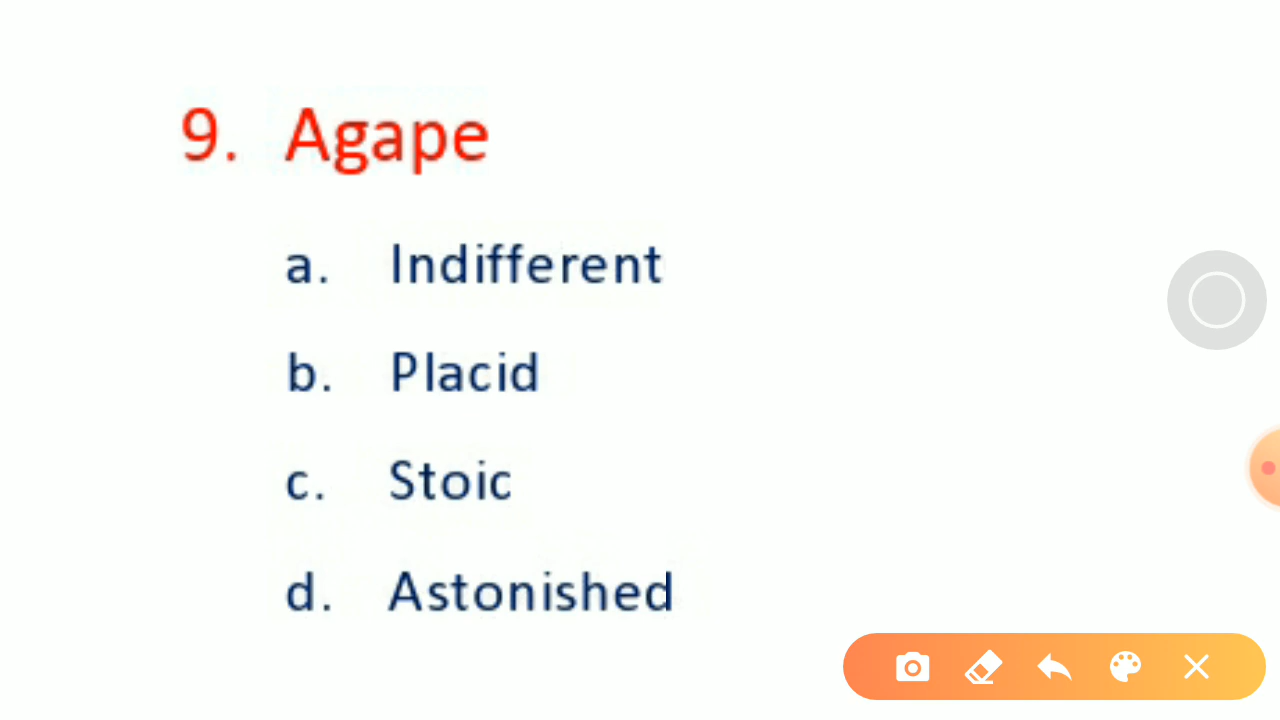 9. Agape
a. Indifferent
b. Placid
c. Stoic
d. Astonished